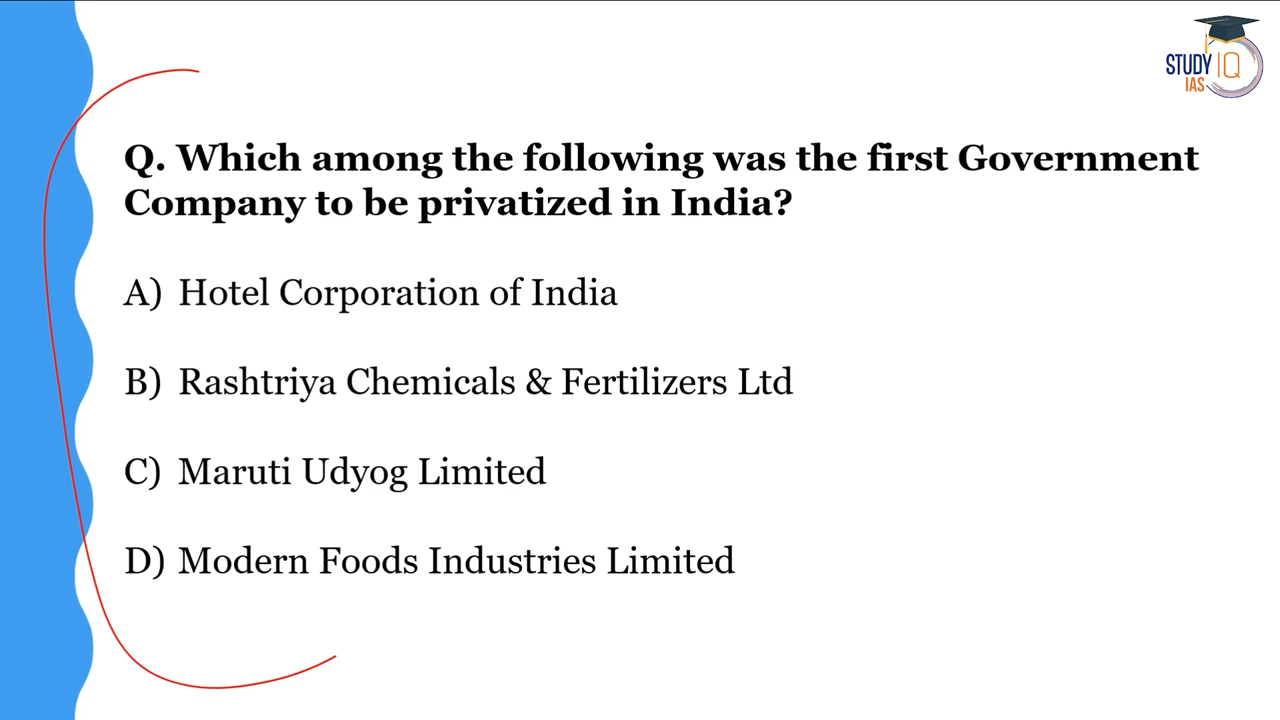 STUDY IQ
IAS
Q. Which among the following was the first Government
Company to be privatized in India?
A) Hotel Corporation of India
B) Rashtriya Chemicals & Fertilizers Ltd
C) Maruti Udyog Limited
D) Modern Foods Industries Limited